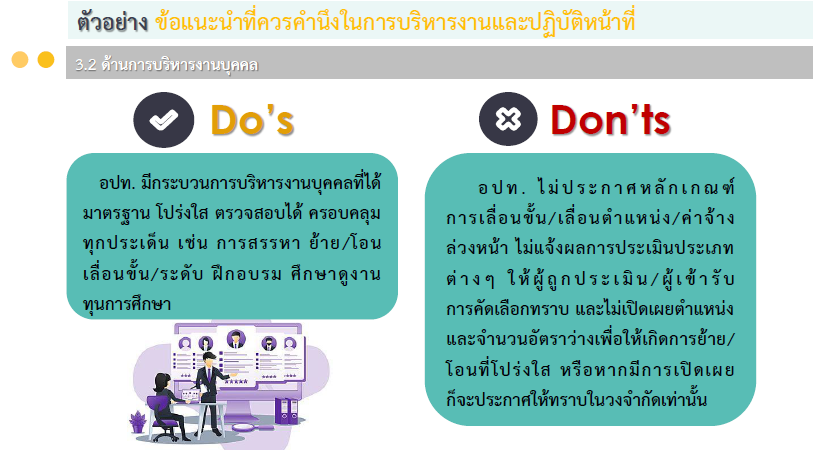 ตัวอย่าง ข้อแนะนำที่ควรคำนึงในการบริหารงานและปฏิบัติหน้าที่
3.2 ด้านการบริหารงานบุคคล
Do's
อปท. มีกระบวนการบริหารงานบุคคลที่ได้
มาตรฐาน โปร่งใส ตรวจสอบได้ ครอบคลุม
ทุกประเด็น เช่น การสรรหา ย้าย/โอน
เลื่อนขั้น/ระดับ ฝึกอบรม ศึกษาดูงาน
ทุนการศึกษา
Don'ts
อปท. ไม่ประกาศหลักเกณฑ์
การเลื่อนขั้น/เลื่อนตำแหน่ง/ค่าจ้าง
ล่วงหน้า ไม่แจ้งผลการประเมินประเภท
ต่างๆ ให้ผู้ถูกประเมิน/ผู้เข้ารับ
การคัดเลือกทราบ และไม่เปิดเผยตำแหน่ง
และจำนวนอัตราว่างเพื่อให้เกิดการย้าย/
โอนที่โปร่งใส หรือหากมีการเปิดเผย
ก็จะประกาศให้ทราบในวงจำกัดเท่านั้น